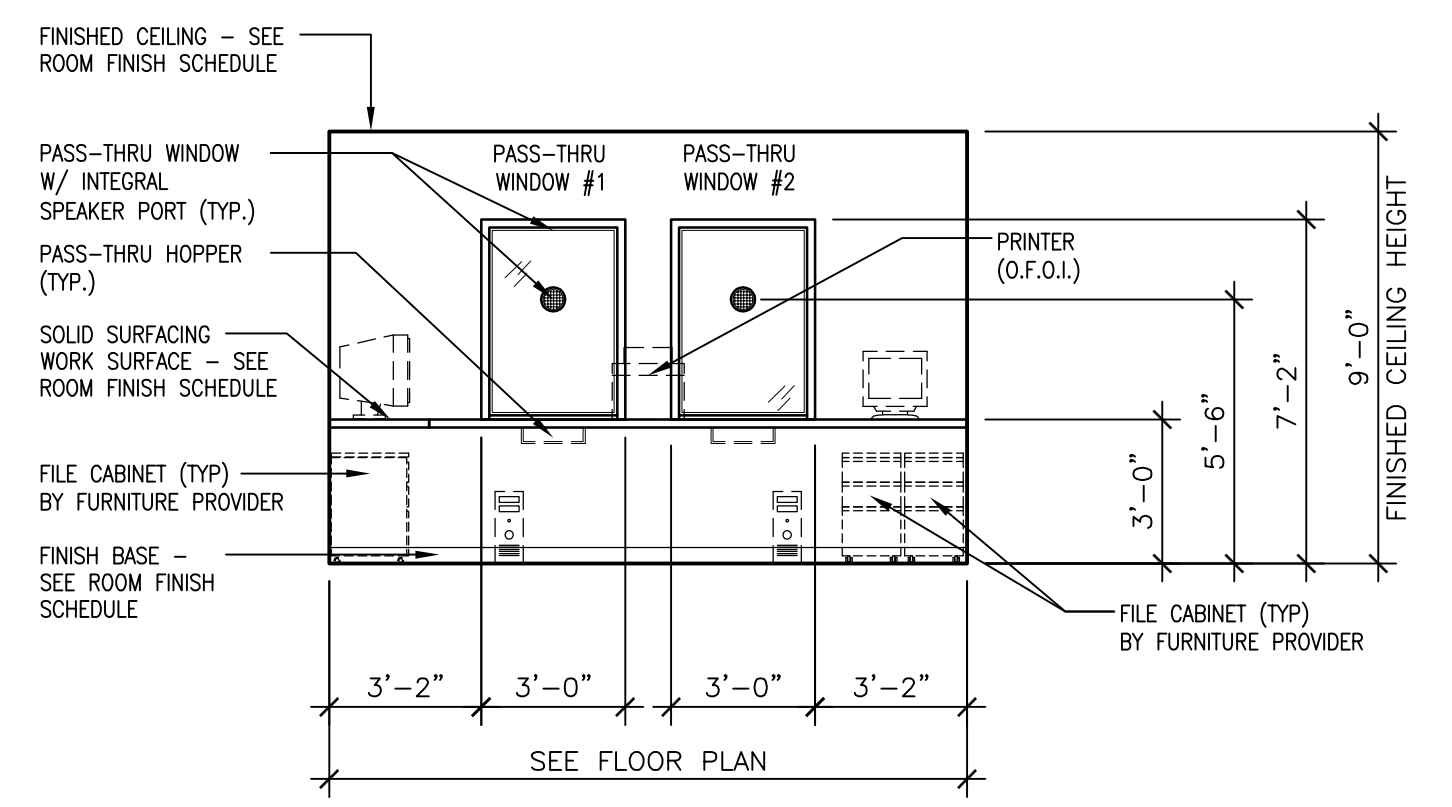 FINISHED CEILING – SEE
ROOM FINISH SCHEDULE
PASS–THRU WINDOW
W/ INTEGRAL
SPEAKER PORT (TYP.)
PASS–THRU HOPPER
(TYP.)
SOLID SURFACING
WORK SURFACE – SEE
ROOM FINISH SCHEDULE
FILE CABINET (TYP)
BY FURNITURE PROVIDER
FINISH BASE –
SEE ROOM FINISH
SCHEDULE
PASS–THRU
WINDOW #1
PASS–THRU
WINDOW #2
PRINTER
(O.F.O.I.)
3'–0"
5'–6"
7'–2"
9'–0"
FINISHED CEILING HEIGHT
FILE CABINET (TYP)
BY FURNITURE PROVIDER
3'–2"
3'–0"
3'–0"
3'–2"
SEE FLOOR PLAN